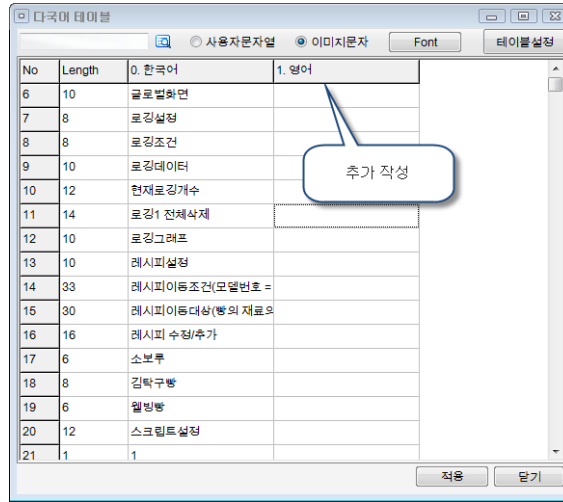 다국어 테이블
사용자문자열 이미지문자 Font 테이블설정
No Length 0. 한국어 1. 영어
6 10 글로벌화면
7 8 로깅설정
8 8 로깅조건
9 10 로깅데이터
10 12 현재로깅개수
11 14 로깅1 전체삭제
12 10 로깅그래프
13 10 레시피설정
14 33 레시피이동조건(모델번호 =
15 30 레시피이동대상(빵의 재료의
16 16 레시피 수정/추가
17 6 소보루
18 8 김탁구빵
19 6 웰빙빵
20 12 스크립트설정
21 1 1
추가 작성
적용 닫기